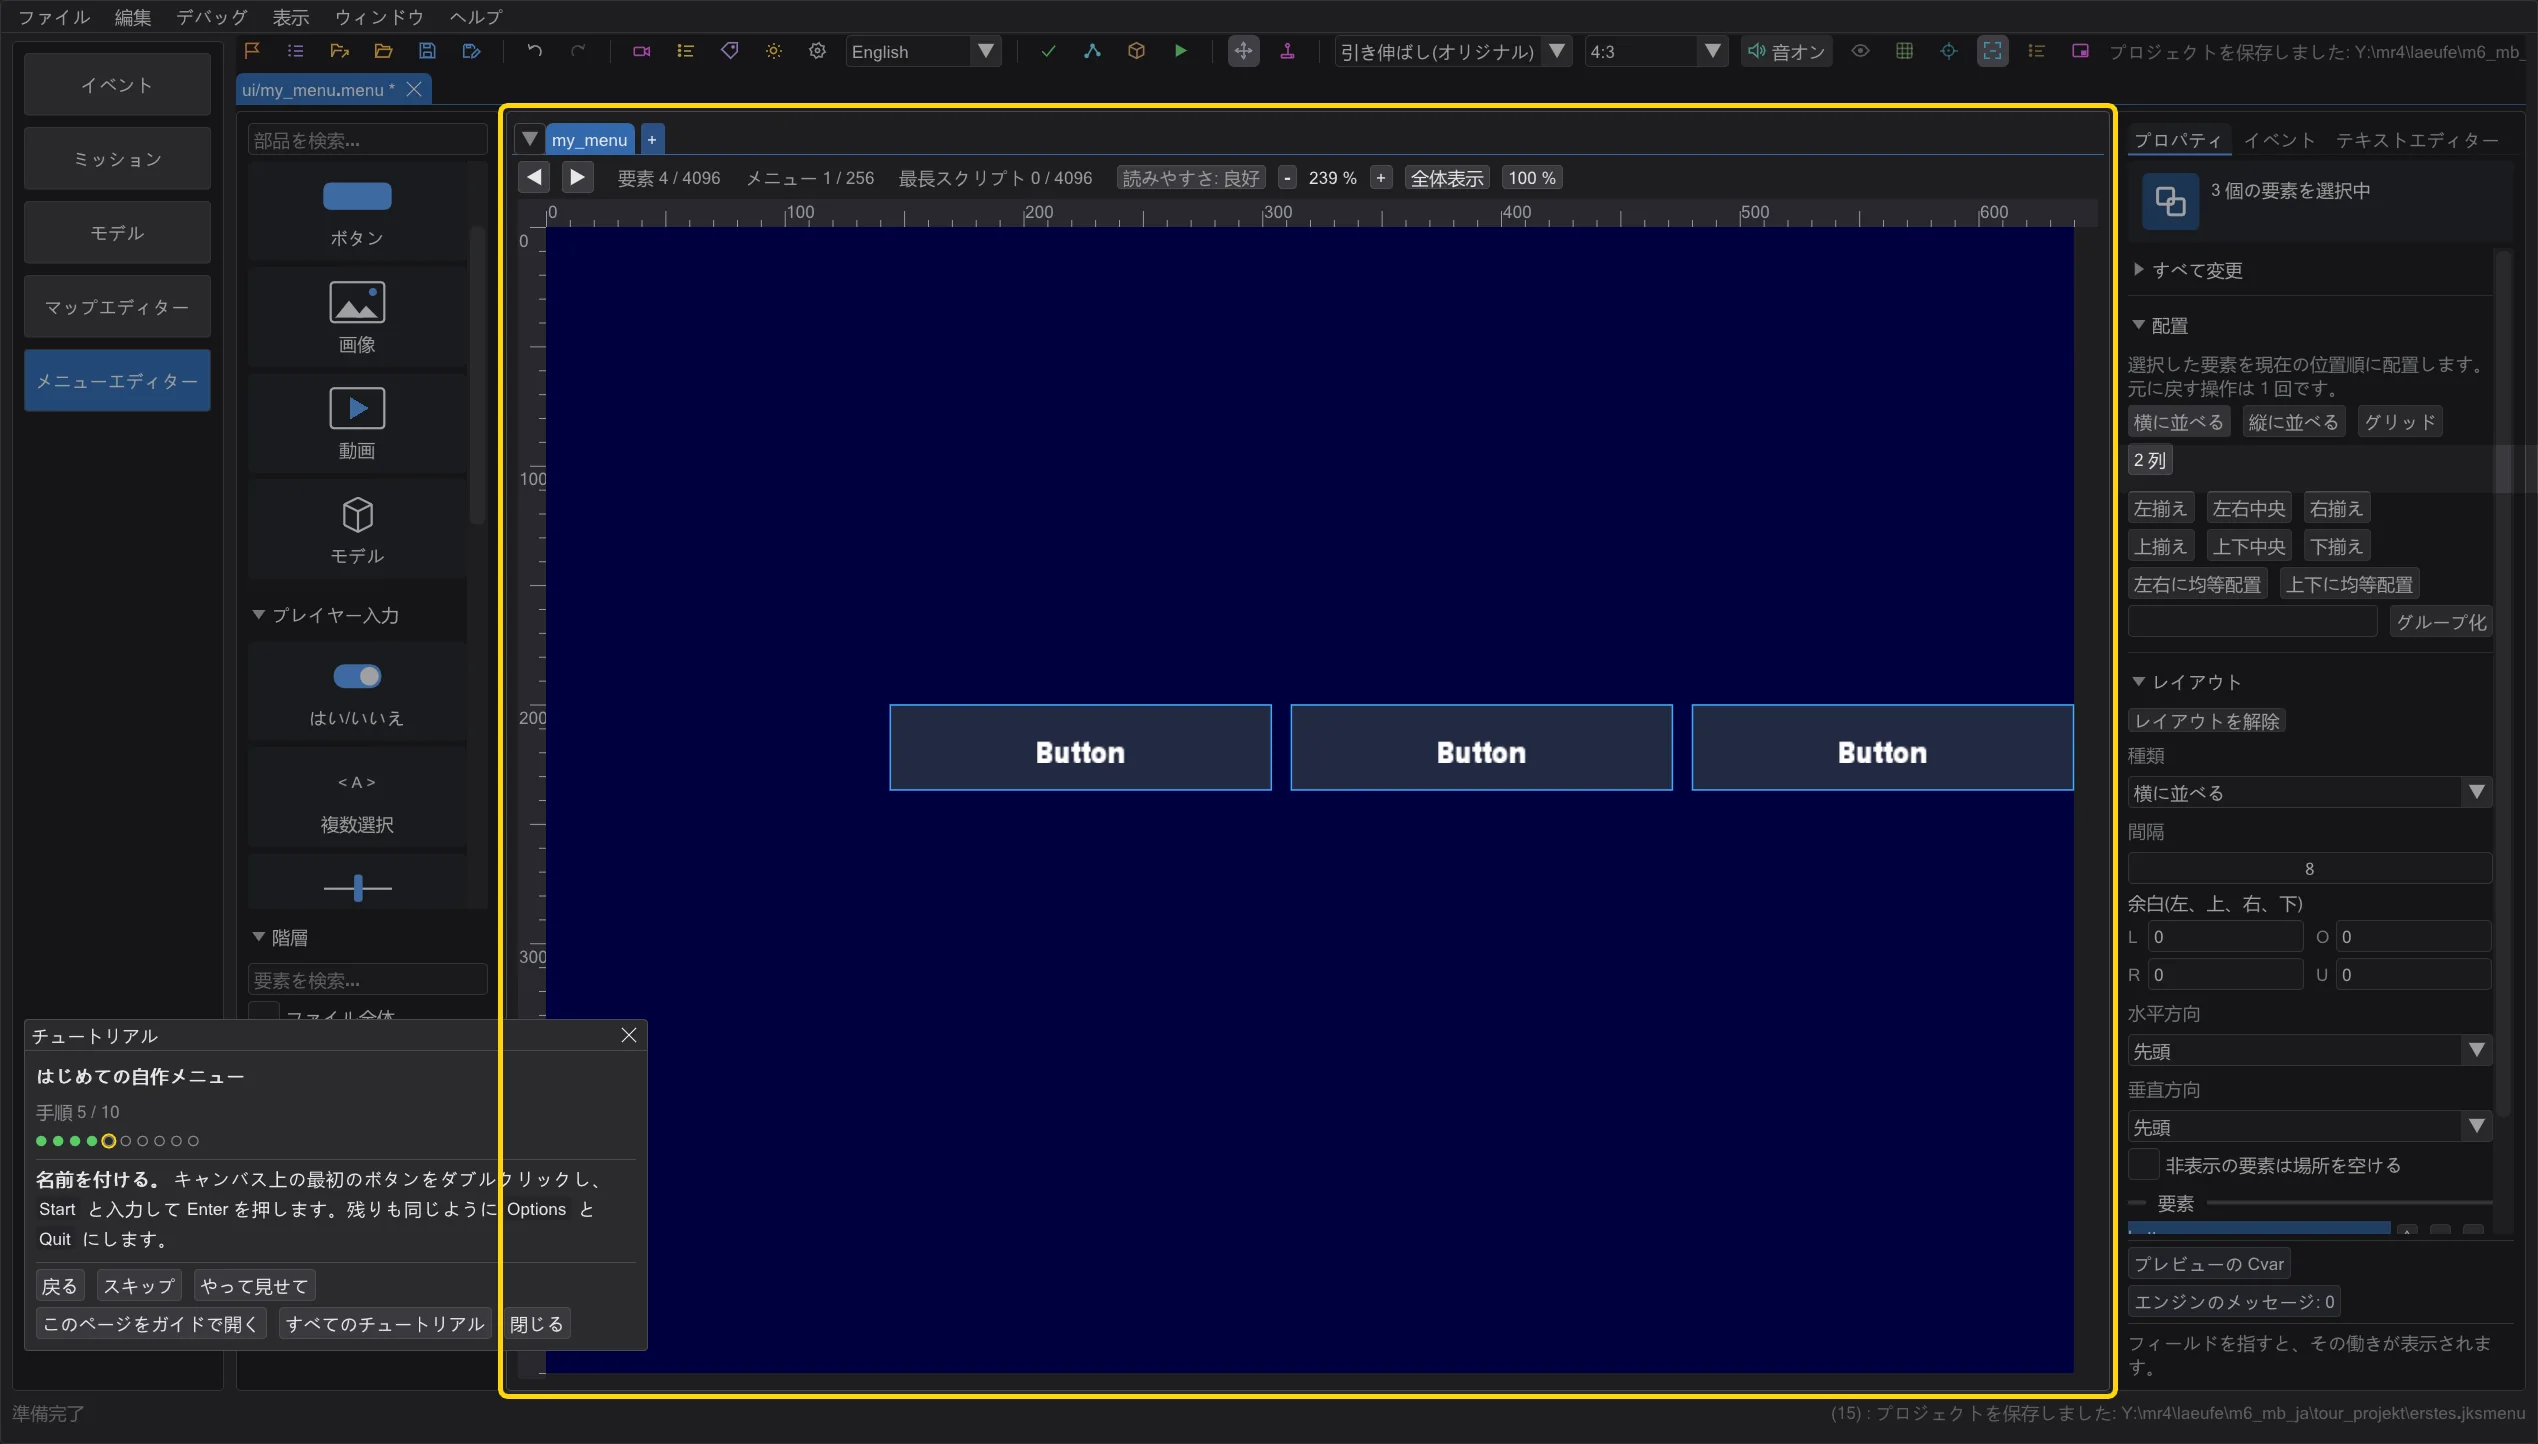 ファイル 編集 デバッグ 表示 ウィンドウ ヘルプ
English
引き伸ばし(オリジナル)
4:3
音オン
プロジェクトを保存しました: Y:\mr4\laeufe\m6_mb_
イベント
ミッション
モデル
マップエディター
メニューエディター
ui/my_menu.menu *
部品を検索...
ボタン
画像
動画
モデル
プレイヤー入力
はい/いいえ
< A >
複数選択
階層
要素を検索...
ファイル全体
my_menu
+
要素 4 / 4096 メニュー 1 / 256 最長スクリプト 0 / 4096 読みやすさ: 良好 - 239 % + 全体表示 100 %
0 100 200 300 400 500 600
0
100
200
300
Button Button Button
プロパティ イベント テキストエディター
3 個の要素を選択中
すべて変更
配置
選択した要素を現在の位置順に配置します。
元に戻す操作は 1 回です。
横に並べる 縦に並べる グリッド
2 列
左揃え 左右中央 右揃え
上揃え 上下中央 下揃え
左右に均等配置 上下に均等配置
グループ化
レイアウト
レイアウトを解除
種類
横に並べる
間隔
8
余白(左、上、右、下)
L 0 O 0
R 0 U 0
水平方向
先頭
垂直方向
先頭
非表示の要素は場所を空ける
要素
プレビューの Cvar
エンジンのメッセージ: 0
フィールドを指すと、その働きが表示されま
す。
チュートリアル
はじめての自作メニュー
手順 5 / 10
名前を付ける。 キャンバス上の最初のボタンをダブルクリックし、
Start と入力して Enter を押します。残りも同じように Options と
Quit にします。
戻る スキップ やって見せて
このページをガイドで開く すべてのチュートリアル 閉じる
準備完了
(15) : プロジェクトを保存しました: Y:\mr4\laeufe\m6_mb_ja\tour_projekt\erstes.jksmenu